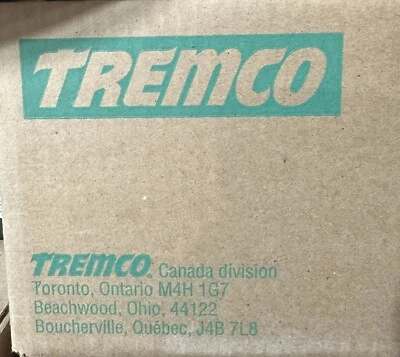 TREMCO
TREMCO. Canada division
Toronto, Ontario M4H 1G7
Beachwood, Ohio, 44122
Boucherville, Québec, J4B 7L8